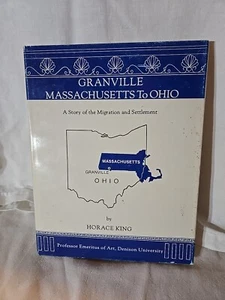 GRANVILLE
MASSACHUSETTS To OHIO
A Story of the Migration and Settlement
MASSACHUSETTS
GRANVILLE
OHIO
by
HORACE KING
Professor Emeritus of Art, Denison University